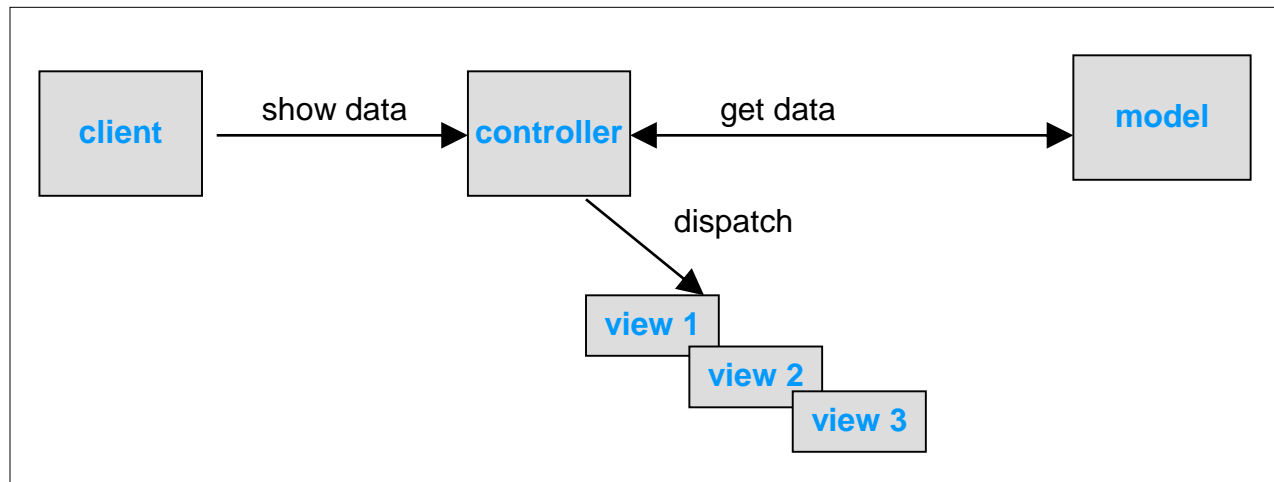 client
show data
controller
get data
model
dispatch
view 1
view 2
view 3